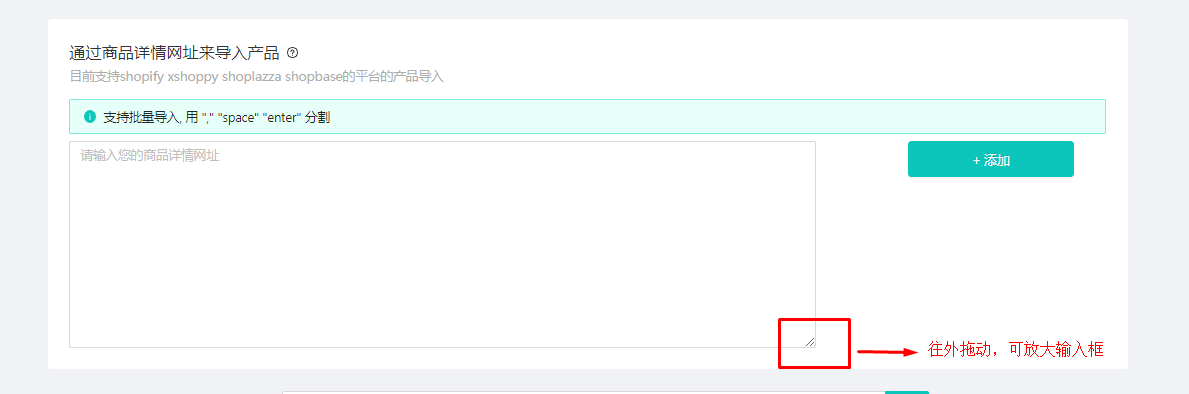 通过商品详情网址来导入产品
目前支持shopify xshoppy shoplazza shopbase的平台的产品导入
支持批量导入, 用 "," "space" "enter" 分割
请输入您的商品详情网址
+ 添加
往外拖动，可放大输入框